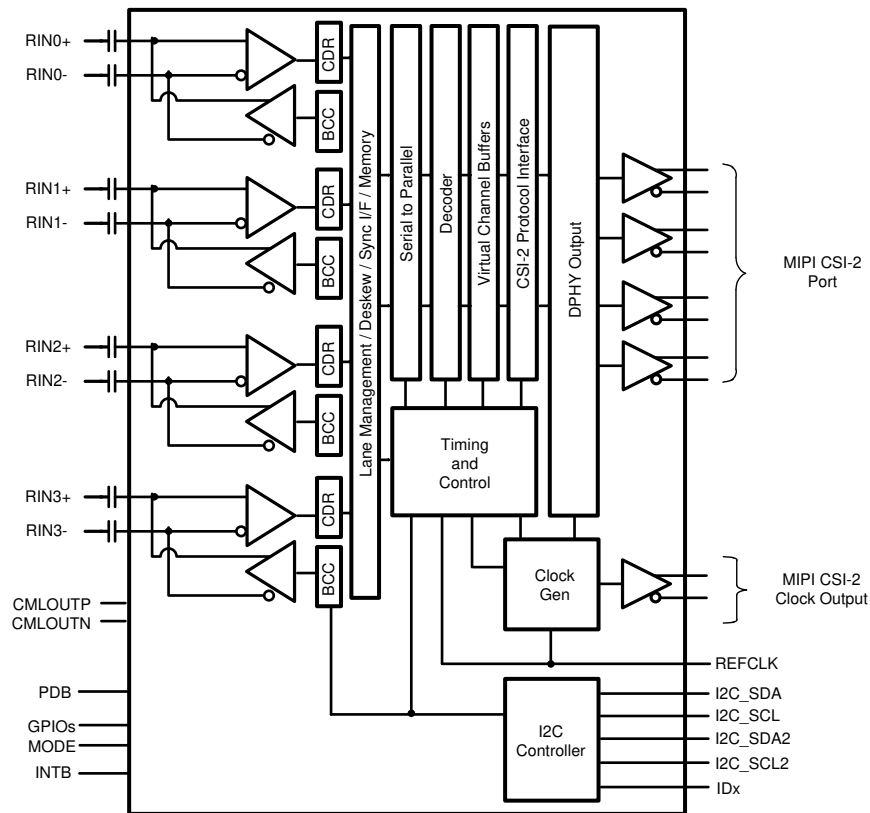 RIN0+
RIN0-
CDR
BCC
RIN1+
RIN1-
CDR
BCC
RIN2+
RIN2-
CDR
BCC
RIN3+
RIN3-
CDR
BCC
Lane Management / Deskew / Sync I/F / Memory
Serial to Parallel
Decoder
Virtual Channel Buffers
CSI-2 Protocol Interface
DPHY Output
MIPI CSI-2
Port
Timing
and
Control
Clock
Gen
MIPI CSI-2
Clock Output
CMLOUTP
CMLOUTN
PDB
GPIOs
MODE
INTB
REFCLK
I2C
Controller
I2C_SDA
I2C_SCL
I2C_SDA2
I2C_SCL2
IDx